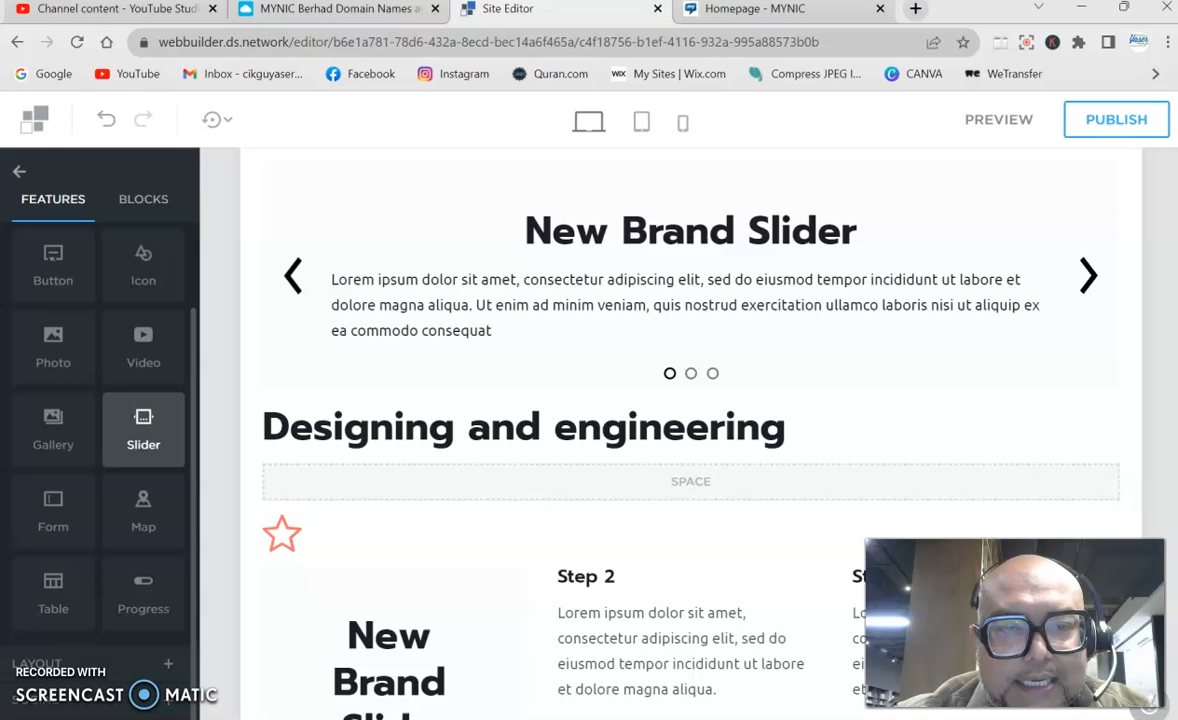 Channel content - YouTube Stud
MYNIC Berhad Domain Names a
Site Editor
Homepage - MYNIC
webbuilder.ds.network/editor/b6e1a781-78d6-432a-8ecd-bec14a6f465a/c4f18756-b1ef-4116-932a-995a88573b0b
Google
YouTube
Inbox - cikguyaser...
Facebook
Instagram
Quran.com
WIX My Sites | Wix.com
Compress JPEG I...
CANVA
we WeTransfer
PREVIEW
PUBLISH
FEATURES
BLOCKS
Button
Icon
Photo
Video
Gallery
Slider
Form
Map
Table
Progress
LAYOUT
RECORDED WITH
SCREENCAST MATIC
New Brand Slider
Lorem ipsum dolor sit amet, consectetur adipiscing elit, sed do eiusmod tempor incididunt ut labore et
dolore magna aliqua. Ut enim ad minim veniam, quis nostrud exercitation ullamco laboris nisi ut aliquip ex
ea commodo consequat
Designing and engineering
SPACE
New
Brand
Slider
Step 2
Lorem ipsum dolor sit amet,
consectetur adipiscing elit, sed do
eiusmod tempor incididunt ut labore
et dolore magna aliqua.